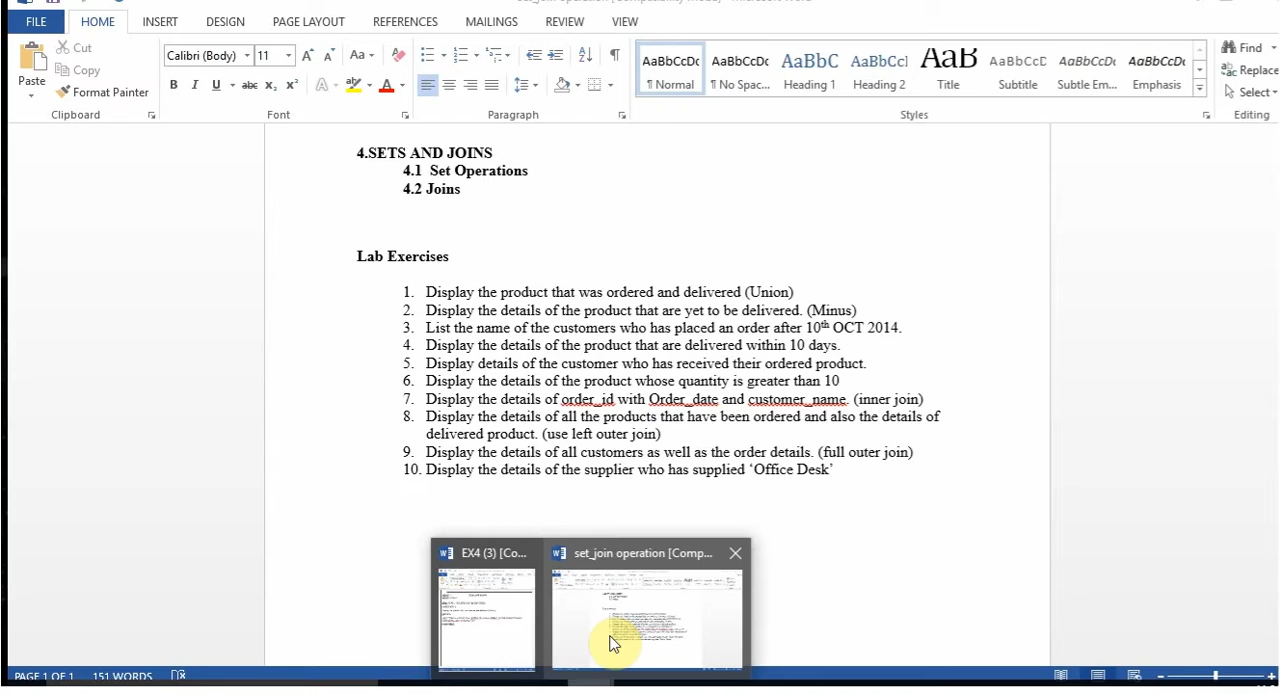 FILE HOME INSERT DESIGN PAGE LAYOUT REFERENCES MAILINGS REVIEW VIEW
Paste
Cut
Copy
Format Painter
Clipboard
Calibri (Body) 11
Font
Paragraph
AaBbCcDc AaBbCcDc AaBbC AaBbCcI AaB AaBbCcD AaBbCcDc AaBbCcDc
¶ Normal ¶ No Spac... Heading 1 Heading 2 Title Subtitle Subtle Em... Emphasis
Styles
Find
Replace
Select
Editing
4.SETS AND JOINS
4.1 Set Operations
4.2 Joins
Lab Exercises
1. Display the product that was ordered and delivered (Union)
2. Display the details of the product that are yet to be delivered. (Minus)
3. List the name of the customers who has placed an order after 10th OCT 2014.
4. Display the details of the product that are delivered within 10 days.
5. Display details of the customer who has received their ordered product.
6. Display the details of the product whose quantity is greater than 10
7. Display the details of order_id with Order_date and customer_name. (inner join)
8. Display the details of all the products that have been ordered and also the details of
delivered product. (use left outer join)
9. Display the details of all customers as well as the order details. (full outer join)
10. Display the details of the supplier who has supplied ‘Office Desk’
EX4 (3) [Co... set_join operation [Comp...
PAGE 1 OF 1 151 WORDS